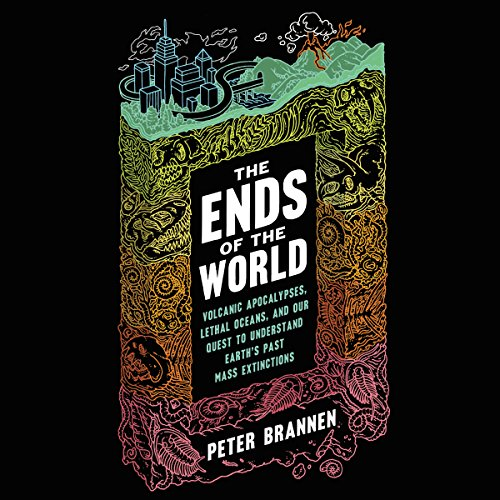 THE
ENDS
OF THE
WORLD
VOLCANIC APOCALYPSES,
LETHAL OCEANS, AND OUR
QUEST TO UNDERSTAND
EARTH'S PAST
MASS EXTINCTIONS
PETER BRANNEN